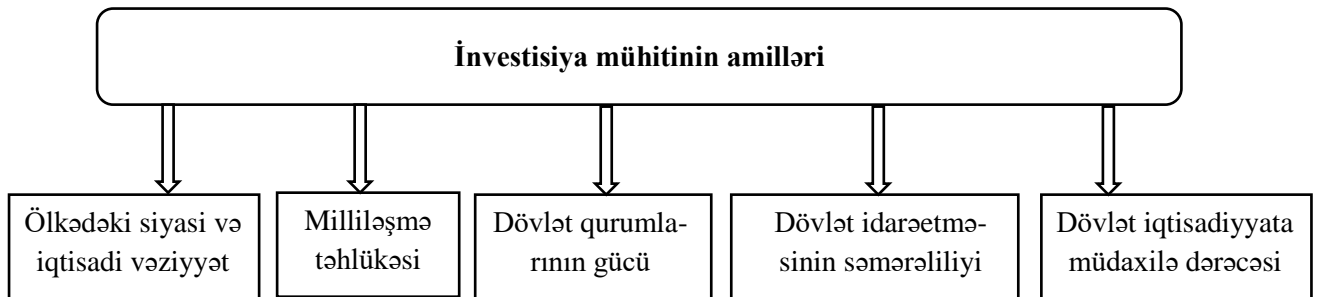 İnvestisiya mühitinin amilləri
Ölkədəki siyasi və
iqtisadi vəziyyət
Milliləşmə
təhlükəsi
Dövlət qurumla-
rının gücü
Dövlət idarəetmə-
sinin səmərəliliyi
Dövlət iqtisadiyyata
müdaxilə dərəcəsi